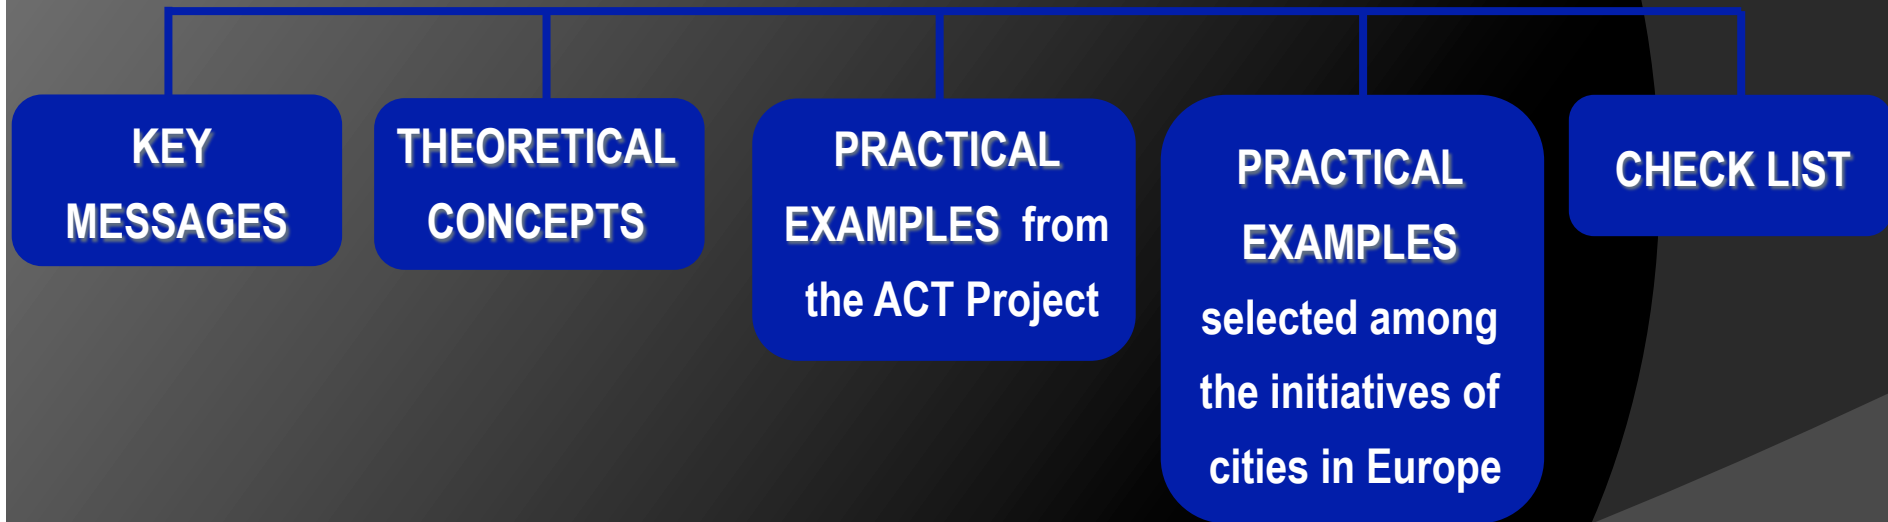 KEY
MESSAGES
THEORETICAL
CONCEPTS
PRACTICAL
EXAMPLES from
the ACT Project
PRACTICAL
EXAMPLES
selected among
the initiatives of
cities in Europe
CHECK LIST